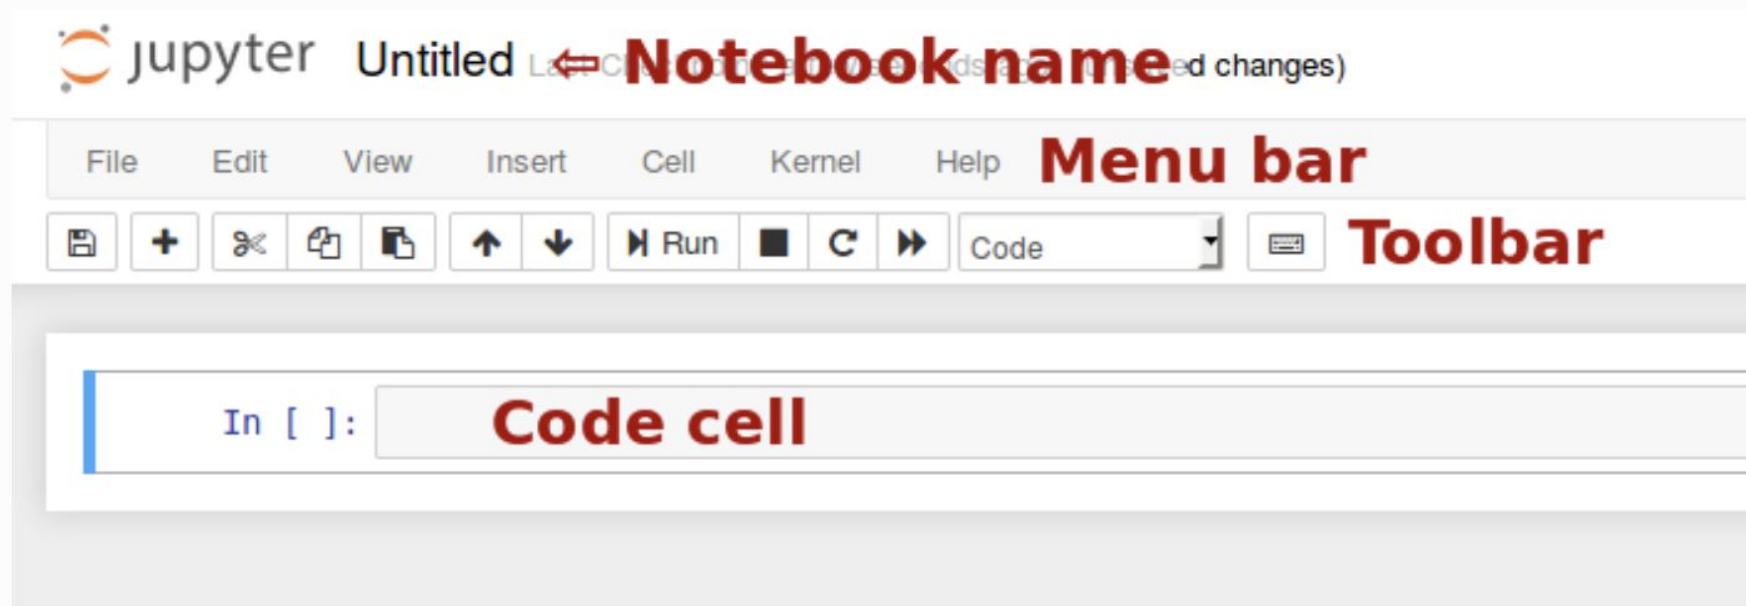 jupyter Untitled ⇐ Notebook name d changes)
File Edit View Insert Cell Kernel Help Menu bar
Run Code Toolbar
In [ ]: Code cell